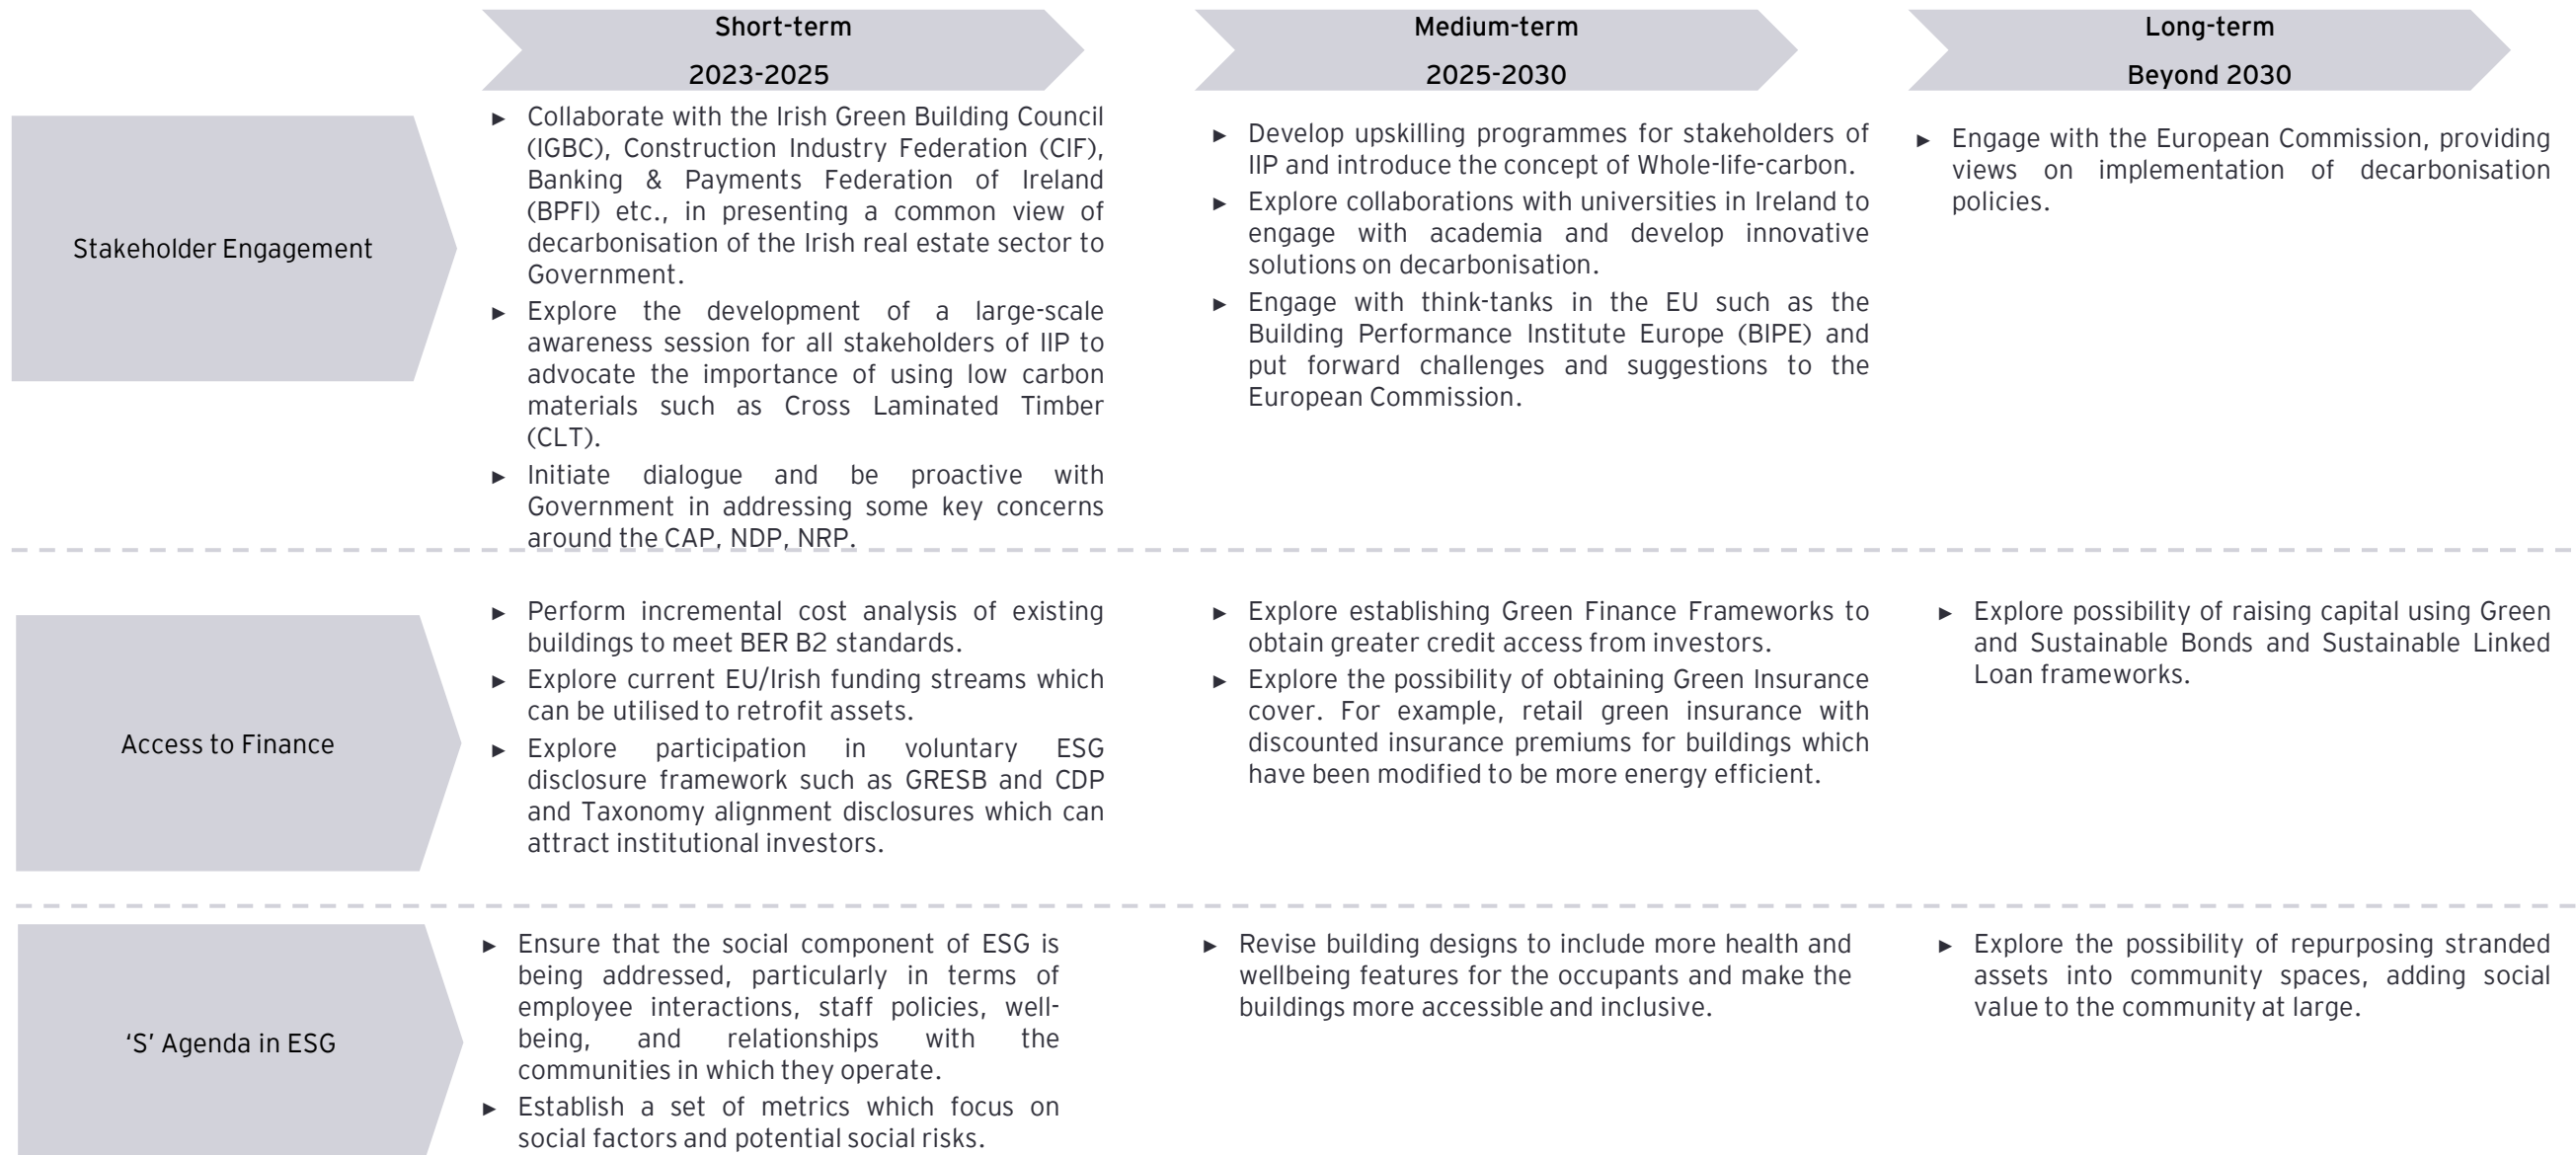 Short-term
2023-2025
Medium-term
2025-2030
Long-term
Beyond 2030
Stakeholder Engagement
► Collaborate with the Irish Green Building Council
(IGBC), Construction Industry Federation (CIF),
Banking & Payments Federation of Ireland
(BPFI) etc., in presenting a common view of
decarbonisation of the Irish real estate sector to
Government.
► Explore the development of a large-scale
awareness session for all stakeholders of IIP to
advocate the importance of using low carbon
materials such as Cross Laminated Timber
(CLT).
► Initiate dialogue and be proactive with
Government in addressing some key concerns
around the CAP, NDP, NRP.
► Develop upskilling programmes for stakeholders of
IIP and introduce the concept of Whole-life-carbon.
► Explore collaborations with universities in Ireland to
engage with academia and develop innovative
solutions on decarbonisation.
► Engage with think-tanks in the EU such as the
Building Performance Institute Europe (BIPE) and
put forward challenges and suggestions to the
European Commission.
► Engage with the European Commission, providing
views on implementation of decarbonisation
policies.
Access to Finance
► Perform incremental cost analysis of existing
buildings to meet BER B2 standards.
► Explore current EU/Irish funding streams which
can be utilised to retrofit assets.
► Explore participation in voluntary ESG
disclosure framework such as GRESB and CDP
and Taxonomy alignment disclosures which can
attract institutional investors.
► Explore establishing Green Finance Frameworks to
obtain greater credit access from investors.
► Explore the possibility of obtaining Green Insurance
cover. For example, retail green insurance with
discounted insurance premiums for buildings which
have been modified to be more energy efficient.
► Explore possibility of raising capital using Green
and Sustainable Bonds and Sustainable Linked
Loan frameworks.
‘S’ Agenda in ESG
► Ensure that the social component of ESG is
being addressed, particularly in terms of
employee interactions, staff policies, well-
being, and relationships with the
communities in which they operate.
► Establish a set of metrics which focus on
social factors and potential social risks.
► Revise building designs to include more health and
wellbeing features for the occupants and make the
buildings more accessible and inclusive.
► Explore the possibility of repurposing stranded
assets into community spaces, adding social
value to the community at large.